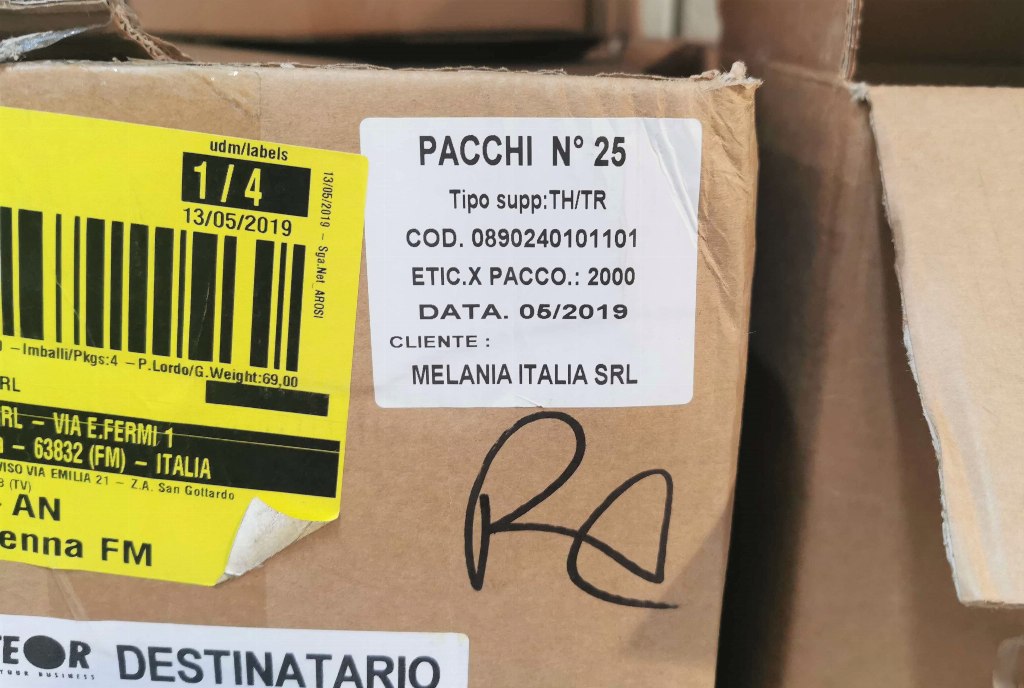 udm/labels
1 / 4
13/05/2019
13/05/2019 - Sga.Net AROSI
- Imballi/Pkgs:4 - P.Lordo/G.Weight:69,00
RL
RL - VIA E.FERMI 1
- 63832 (FM) - ITALIA
VISO VIA EMILIA 21 - Z.A. San Gottardo
(TV)
- AN
enna FM
PACCHI N° 25
Tipo supp:TH/TR
COD. 0890240101101
ETIC.X PACCO.: 2000
DATA. 05/2019
CLIENTE :
MELANIA ITALIA SRL
TEOR
YOUR BUSINESS
DESTINATARIO